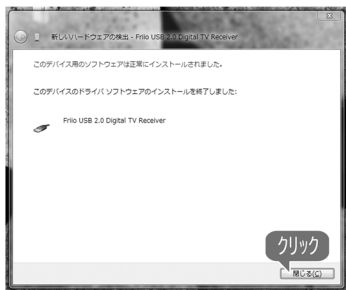 新しいハードウェアの検出 - Friio USB 2.0 Digital TV Receiver
このデバイス用のソフトウェアは正常にインストールされました。
このデバイスのドライバ ソフトウェアのインストールを終了しました:
Friio USB 2.0 Digital TV Receiver
クリック
閉じる(C)